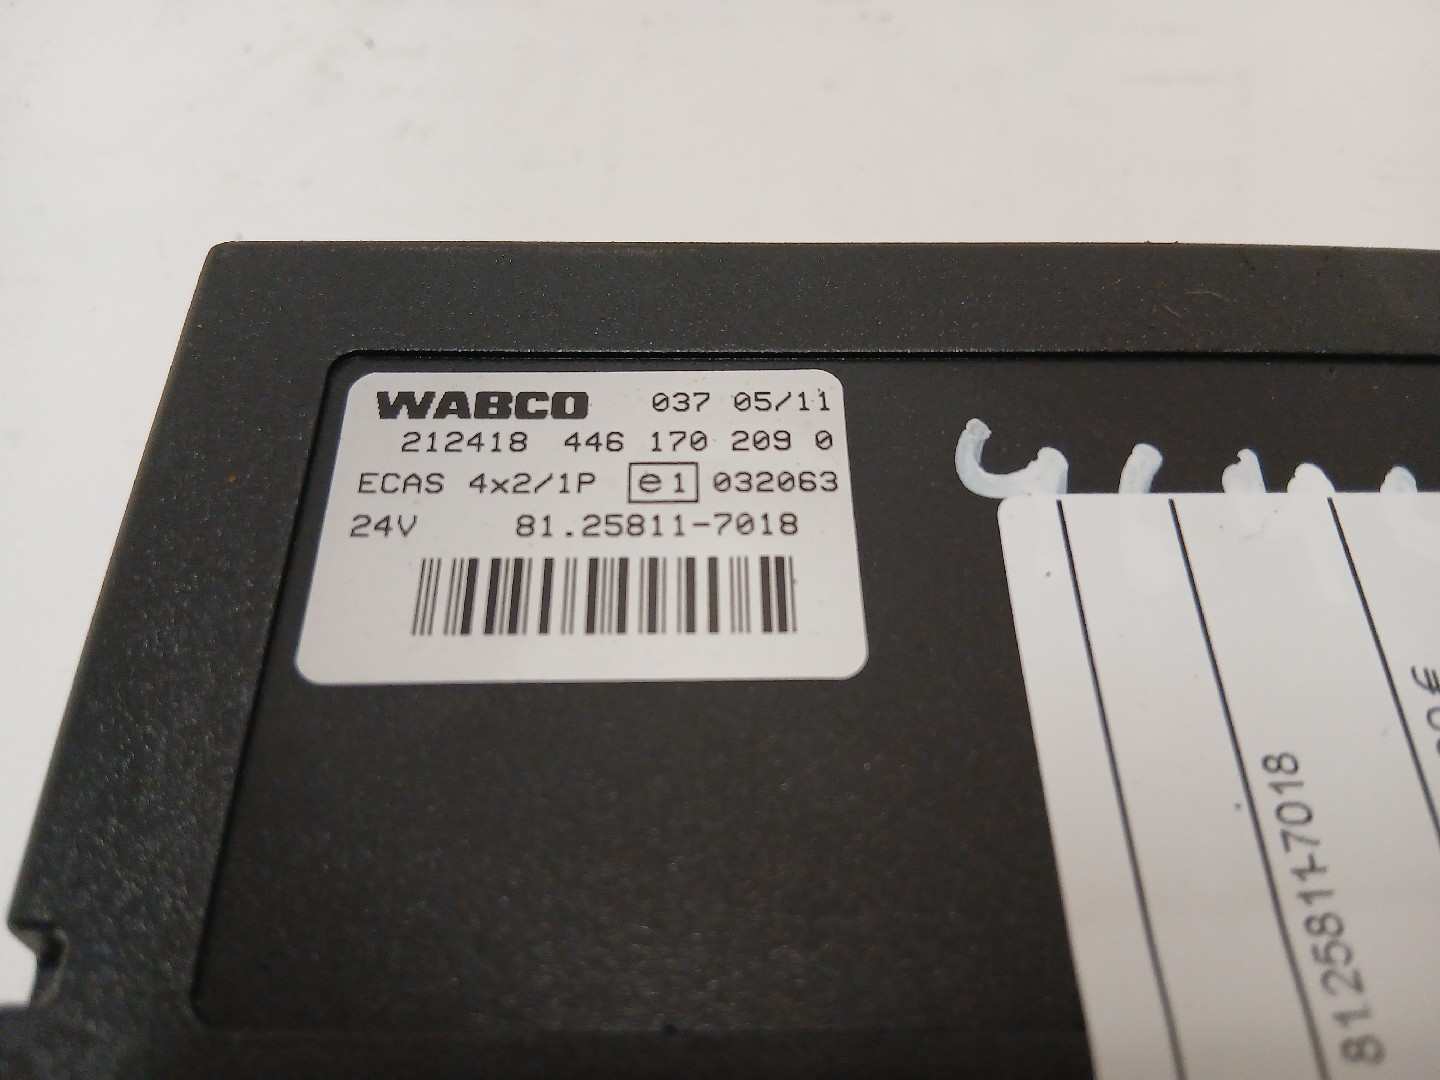 WABCO 037 05/11
212418 446 170 209 0
ECAS 4x2/1P e1 032063
24V 81.25811-7018
81.25811-7018